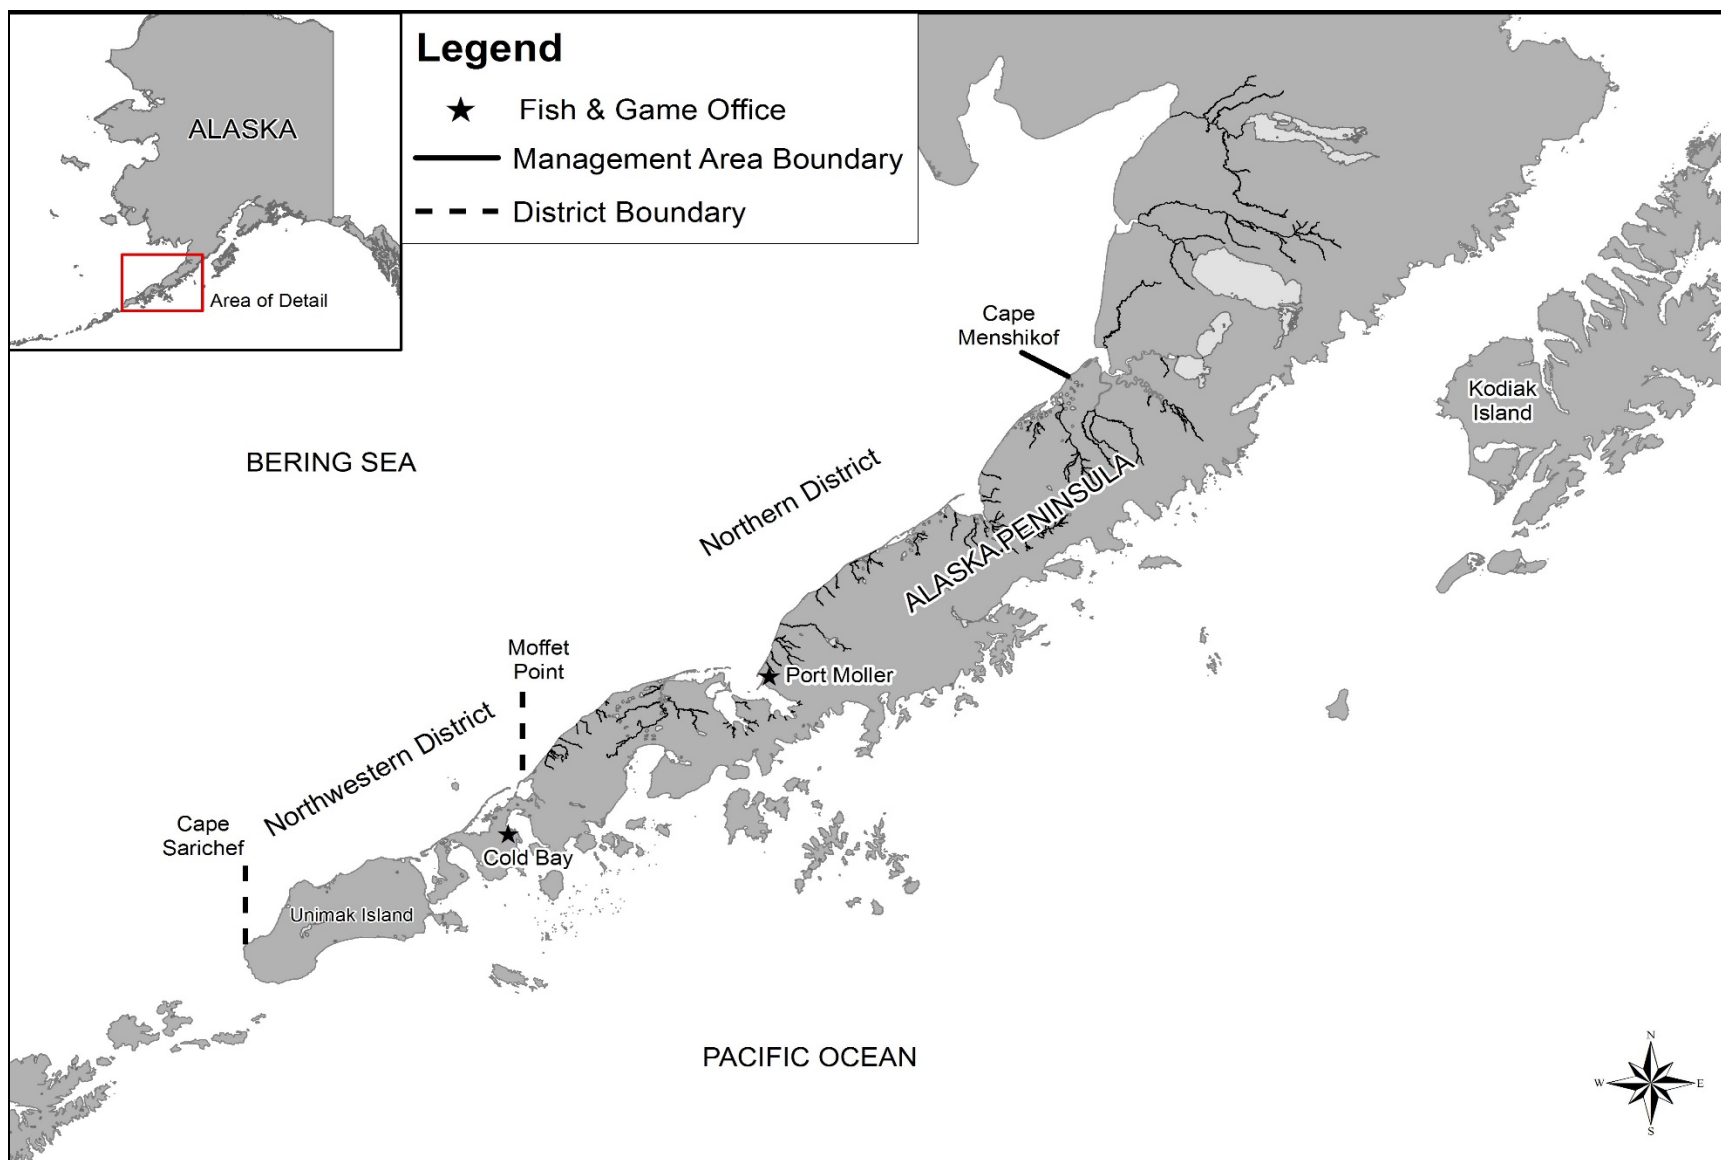 ALASKA
Area of Detail
Legend
Fish & Game Office
Management Area Boundary
District Boundary
Cape
Menshikof
Kodiak
Island
BERING SEA
Northern District
ALASKA PENINSULA
Moffet
Point
Port Moller
Northwestern District
Cape
Sarichef
Cold Bay
Unimak Island
PACIFIC OCEAN
N
W
E
S